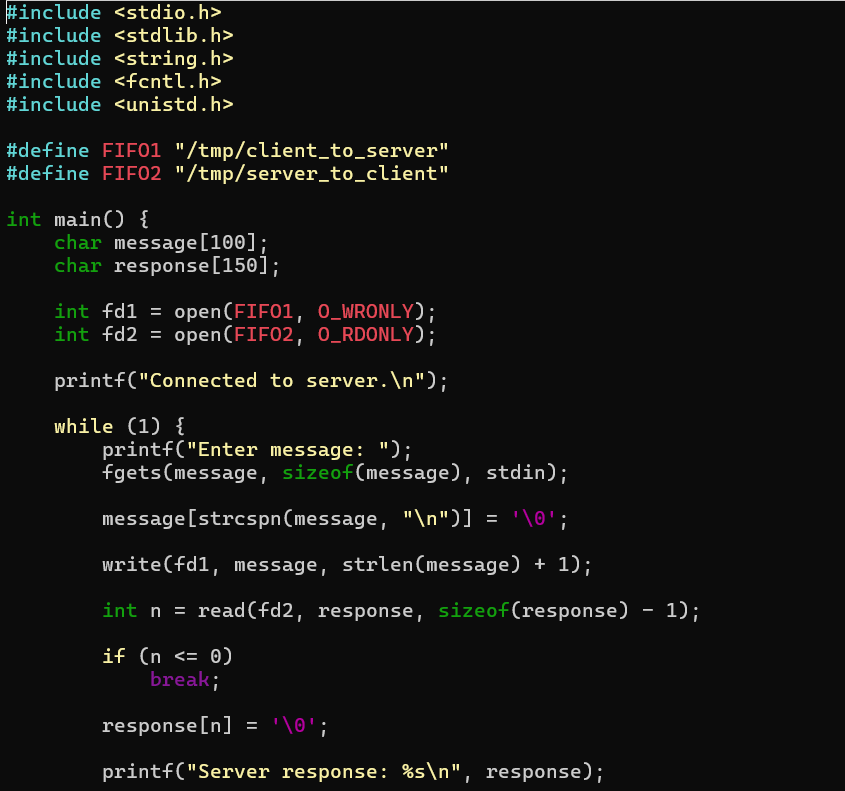 #include <stdio.h>
#include <stdlib.h>
#include <string.h>
#include <fcntl.h>
#include <unistd.h>

#define FIFO1 "/tmp/client_to_server"
#define FIFO2 "/tmp/server_to_client"

int main() {
    char message[100];
    char response[150];

    int fd1 = open(FIFO1, O_WRONLY);
    int fd2 = open(FIFO2, O_RDONLY);

    printf("Connected to server.\n");

    while (1) {
        printf("Enter message: ");
        fgets(message, sizeof(message), stdin);

        message[strcspn(message, "\n")] = '\0';

        write(fd1, message, strlen(message) + 1);

        int n = read(fd2, response, sizeof(response) - 1);

        if (n <= 0)
            break;

        response[n] = '\0';

        printf("Server response: %s\n", response);